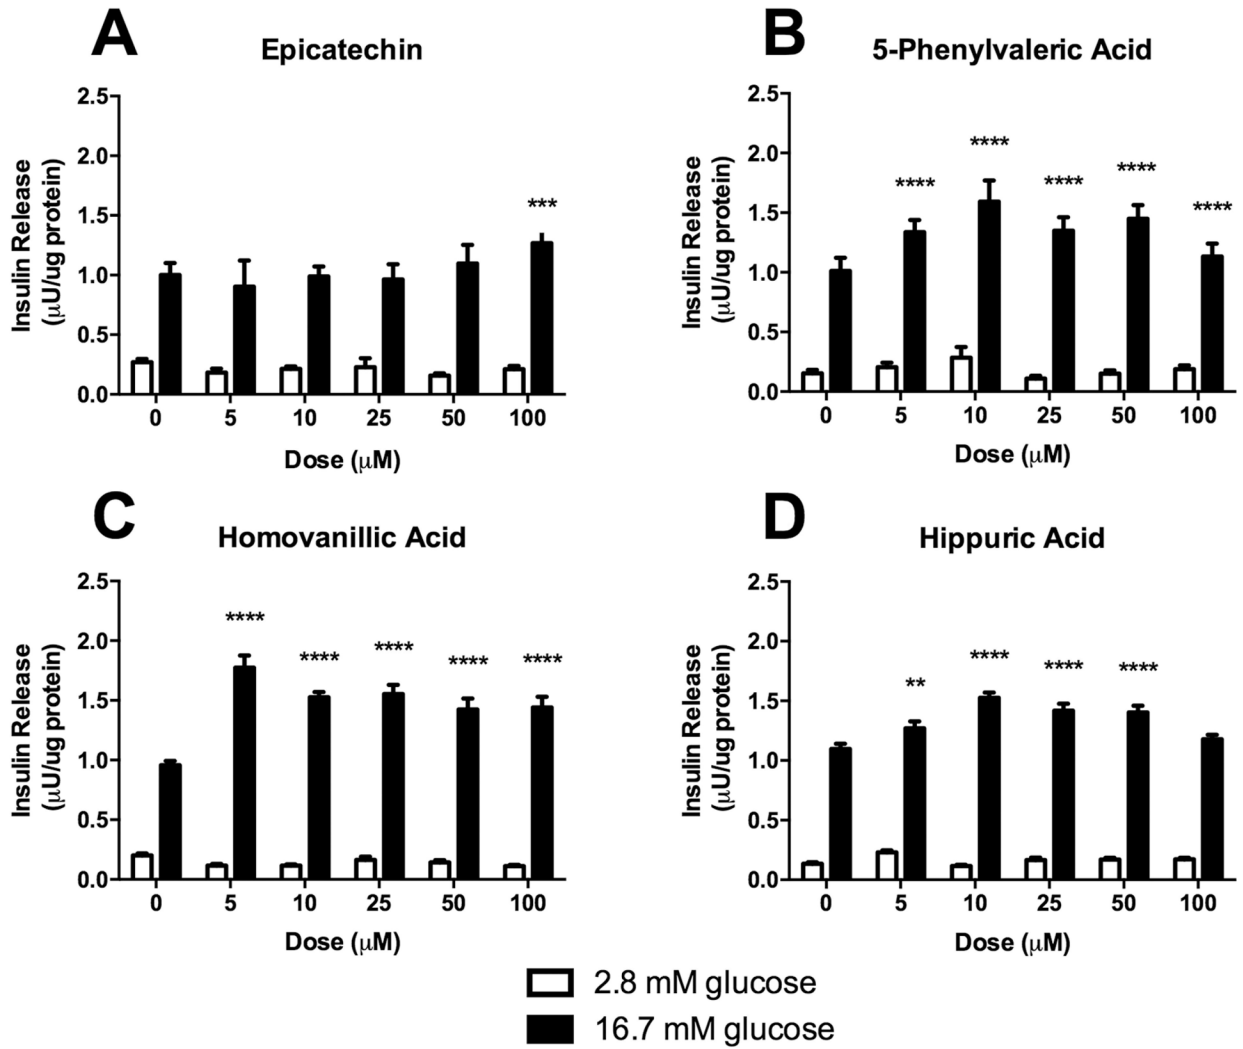 A
Epicatechin
2.5
2.0
1.5
1.0
0.5
0.0
Insulin Release
(μU/ug protein)
***
0 5 10 25 50 100
Dose (μM)
B
5-Phenylvaleric Acid
2.5
2.0
1.5
1.0
0.5
0.0
Insulin Release
(μU/ug protein)
**** **** **** **** ****
0 5 10 25 50 100
Dose (μM)
C
Homovanillic Acid
2.5
2.0
1.5
1.0
0.5
0.0
Insulin Release
(μU/ug protein)
**** **** **** **** ****
0 5 10 25 50 100
Dose (μM)
D
Hippuric Acid
2.5
2.0
1.5
1.0
0.5
0.0
Insulin Release
(μU/ug protein)
** **** **** ****
0 5 10 25 50 100
Dose (μM)
2.8 mM glucose
16.7 mM glucose